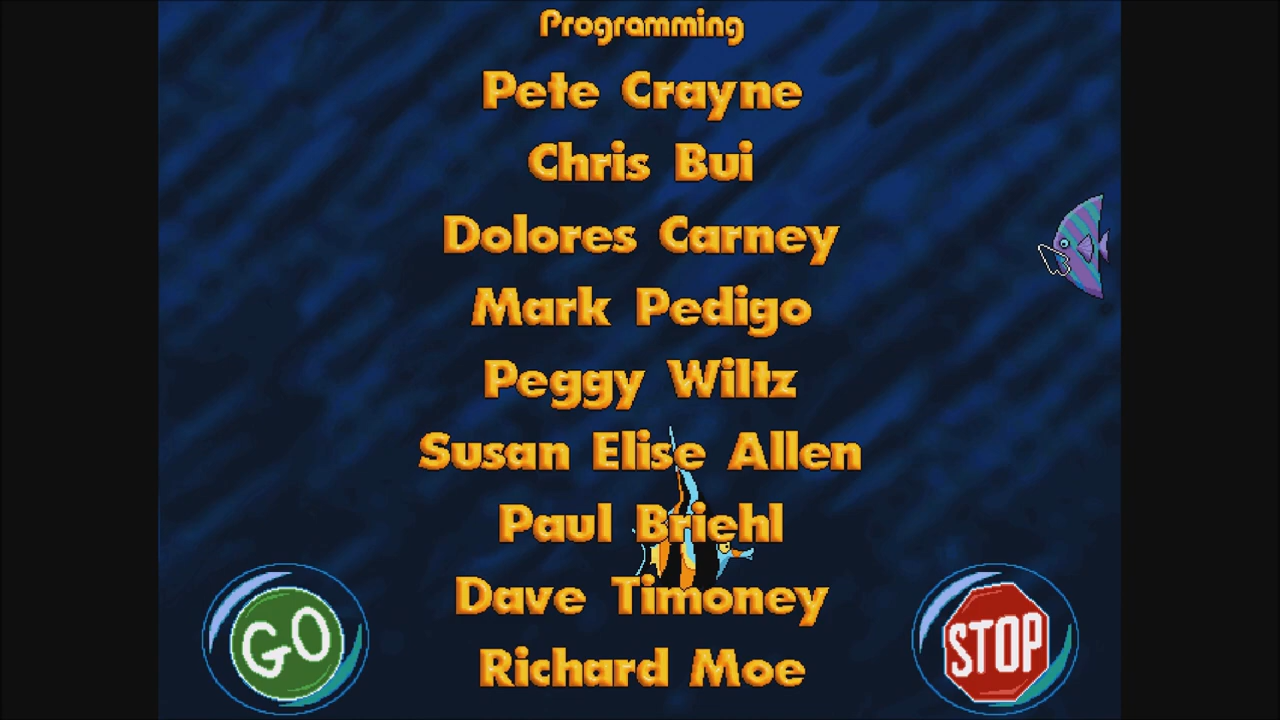 Programming
Pete Crayne
Chris Bui
Dolores Carney
Mark Pedigo
Peggy Wiltz
Susan Elise Allen
Paul Briehl
Dave Timoney
Richard Moe
GO
STOP